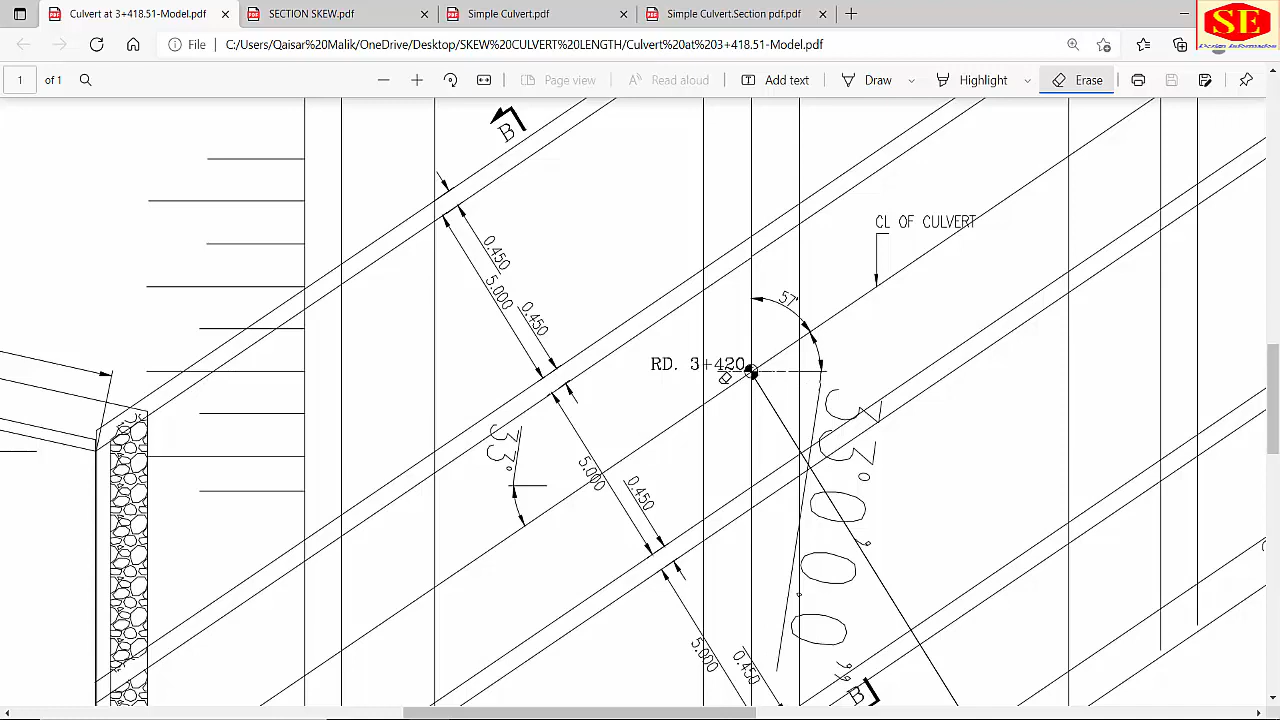 Culvert at 3+418.51-Model.pdf
SECTION SKEW.pdf
Simple Culvert.pdf
Simple Culvert.Section pdf.pdf
SE
File
C:/Users/Qaisar%20Malik/OneDrive/Desktop/SKEW%20CULVERT%20LENGTH/Culvert%20at%203+418.51-Model.pdf
1 of 1
Page view
Read aloud
Add text
Draw
Highlight
Erase
B
CL OF CULVERT
0.450
5.000
0.450
57°
RD. 3+420
33°
33°0'0"
5.000
0.450
5.000
0.450
B